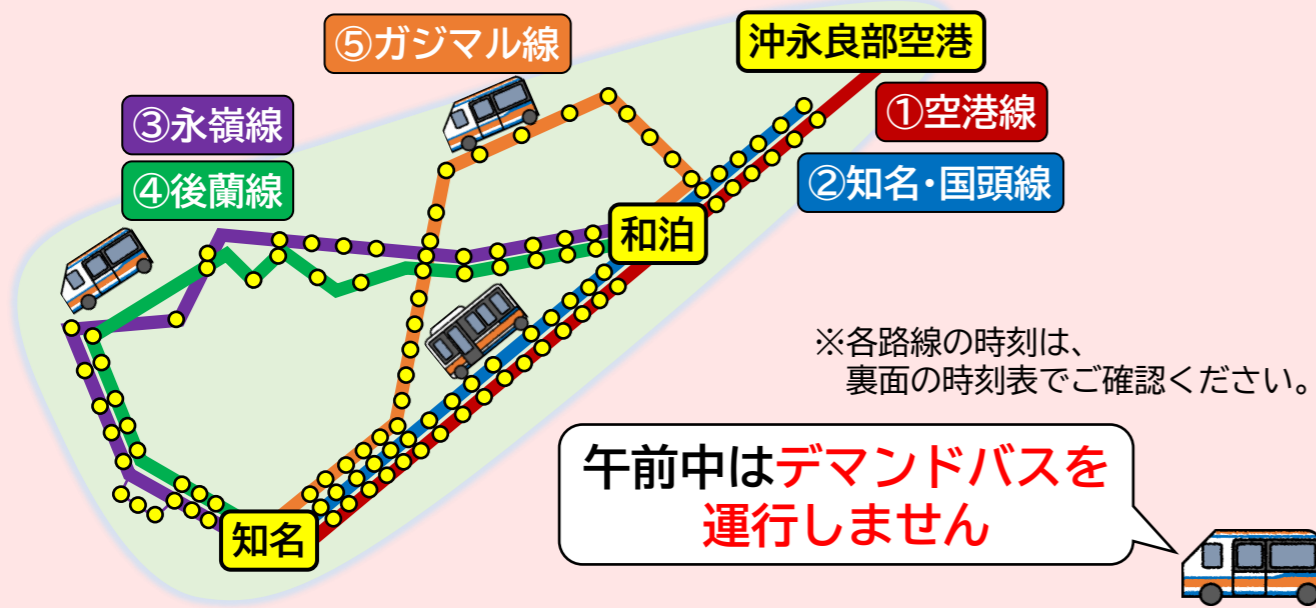 ⑤ガジマル線
沖永良部空港
③永嶺線
①空港線
④後蘭線
②知名・国頭線
和泊
※各路線の時刻は、
裏面の時刻表でご確認ください。
午前中はデマンドバスを
運行しません
知名